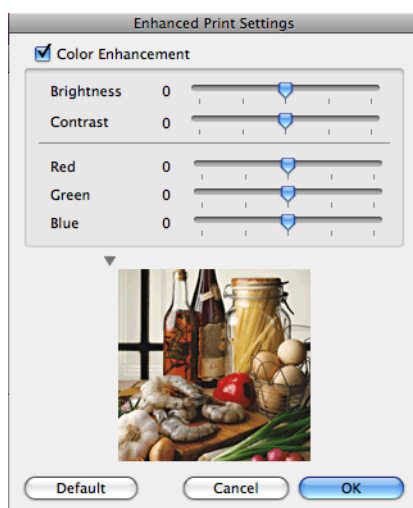 Enhanced Print Settings
Color Enhancement
Brightness 0
Contrast 0
Red 0
Green 0
Blue 0
Default Cancel OK